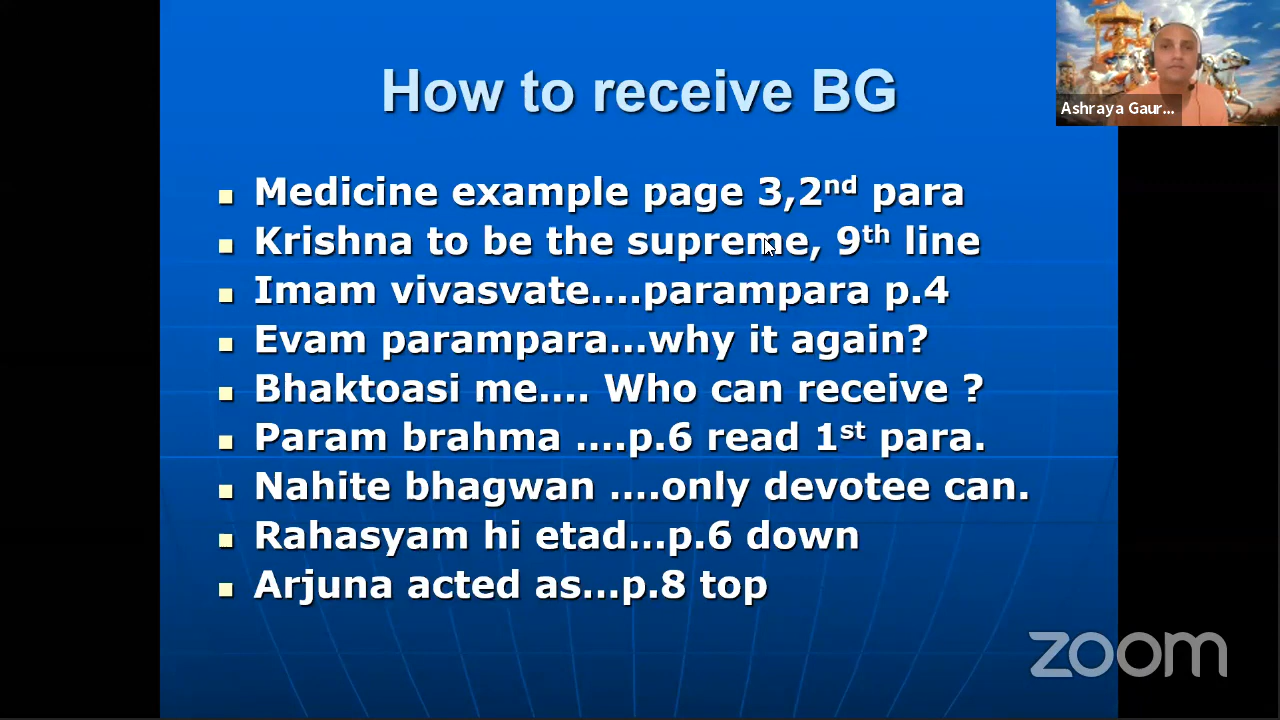 How to receive BG
Ashraya Gaur...
Medicine example page 3,2nd para
Krishna to be the supreme, 9th line
Imam vivasvate....parampara p.4
Evam parampara...why it again?
Bhaktoasi me.... Who can receive ?
Param brahma ....p.6 read 1st para.
Nahite bhagwan ....only devotee can.
Rahasyam hi etad...p.6 down
Arjuna acted as...p.8 top
zoom